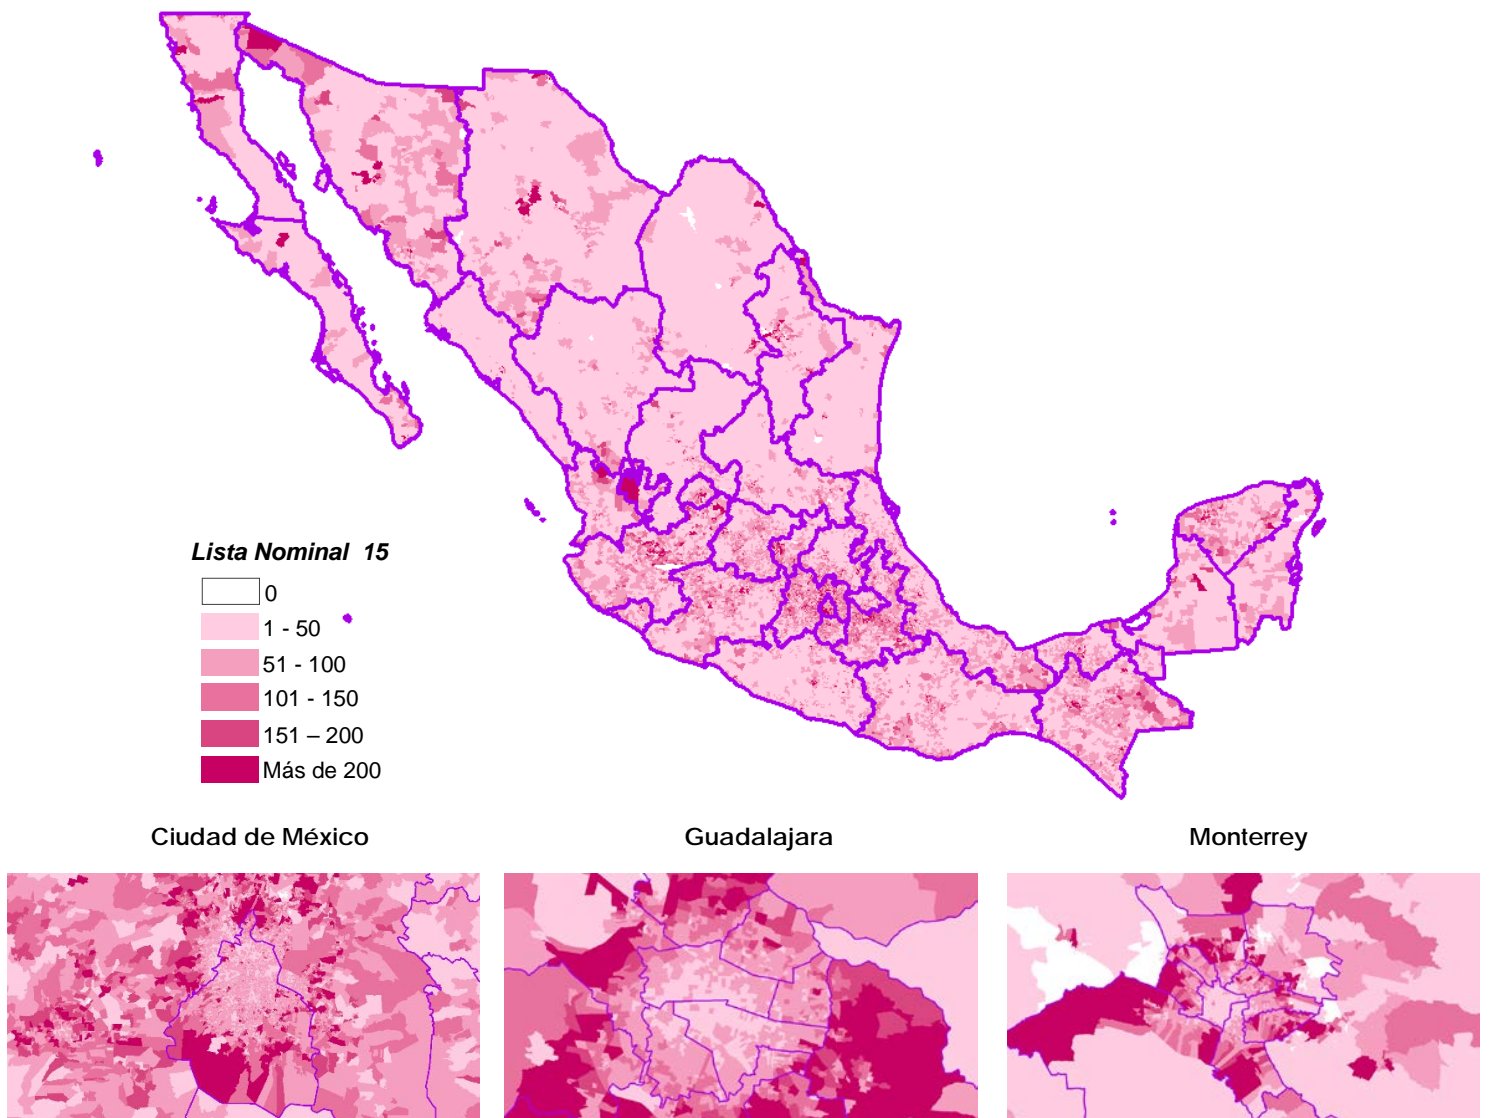 Lista Nominal 15
0
1 - 50
51 - 100
101 - 150
151 – 200
Más de 200
Ciudad de México
Guadalajara
Monterrey